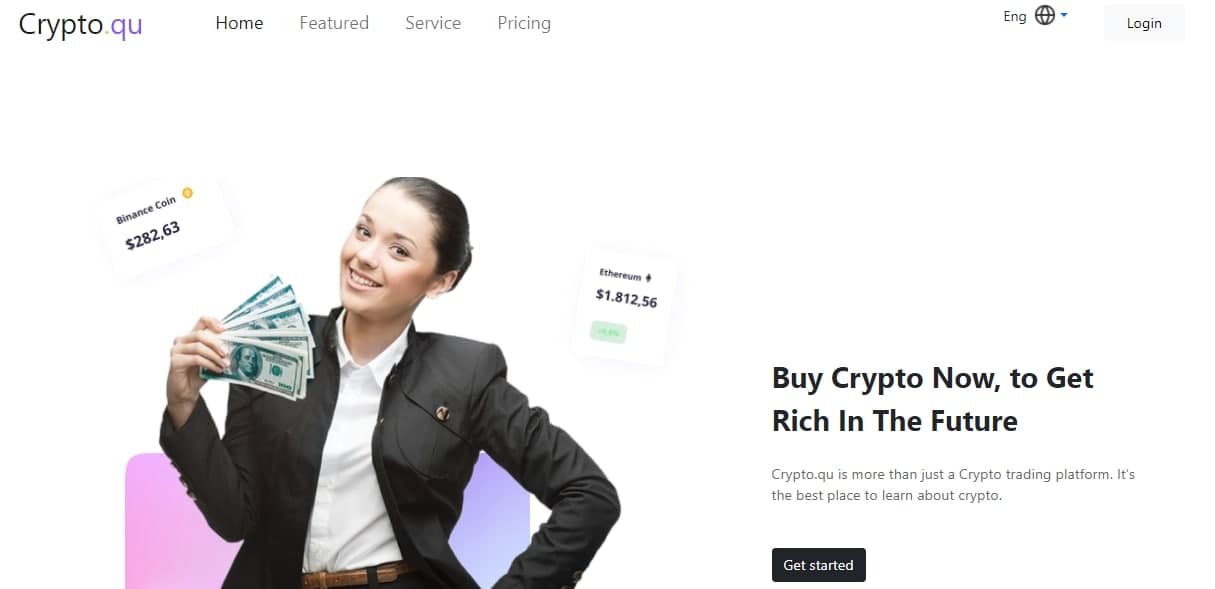 Crypto.qu
Home
Featured
Service
Pricing
Eng
Login
Binance Coin
$282,63
Ethereum
$1.812,56
Buy Crypto Now, to Get
Rich In The Future
Crypto.qu is more than just a Crypto trading platform. It's
the best place to learn about crypto.
Get started